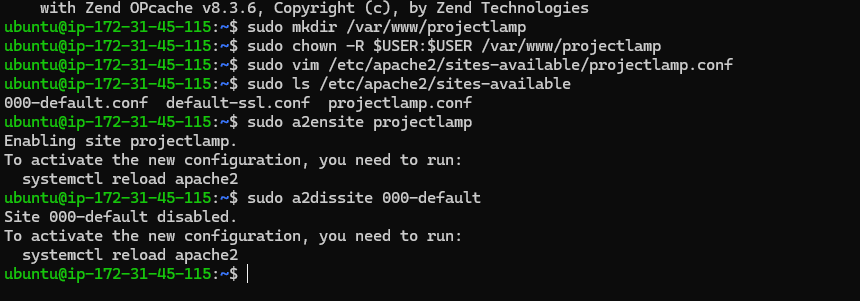 with Zend OPcache v8.3.6, Copyright (c), by Zend Technologies
ubuntu@ip-172-31-45-115:~$ sudo mkdir /var/www/projectlamp
ubuntu@ip-172-31-45-115:~$ sudo chown -R $USER:$USER /var/www/projectlamp
ubuntu@ip-172-31-45-115:~$ sudo vim /etc/apache2/sites-available/projectlamp.conf
ubuntu@ip-172-31-45-115:~$ sudo ls /etc/apache2/sites-available
000-default.conf  default-ssl.conf  projectlamp.conf
ubuntu@ip-172-31-45-115:~$ sudo a2ensite projectlamp
Enabling site projectlamp.
To activate the new configuration, you need to run:
  systemctl reload apache2
ubuntu@ip-172-31-45-115:~$ sudo a2dissite 000-default
Site 000-default disabled.
To activate the new configuration, you need to run:
  systemctl reload apache2
ubuntu@ip-172-31-45-115:~$